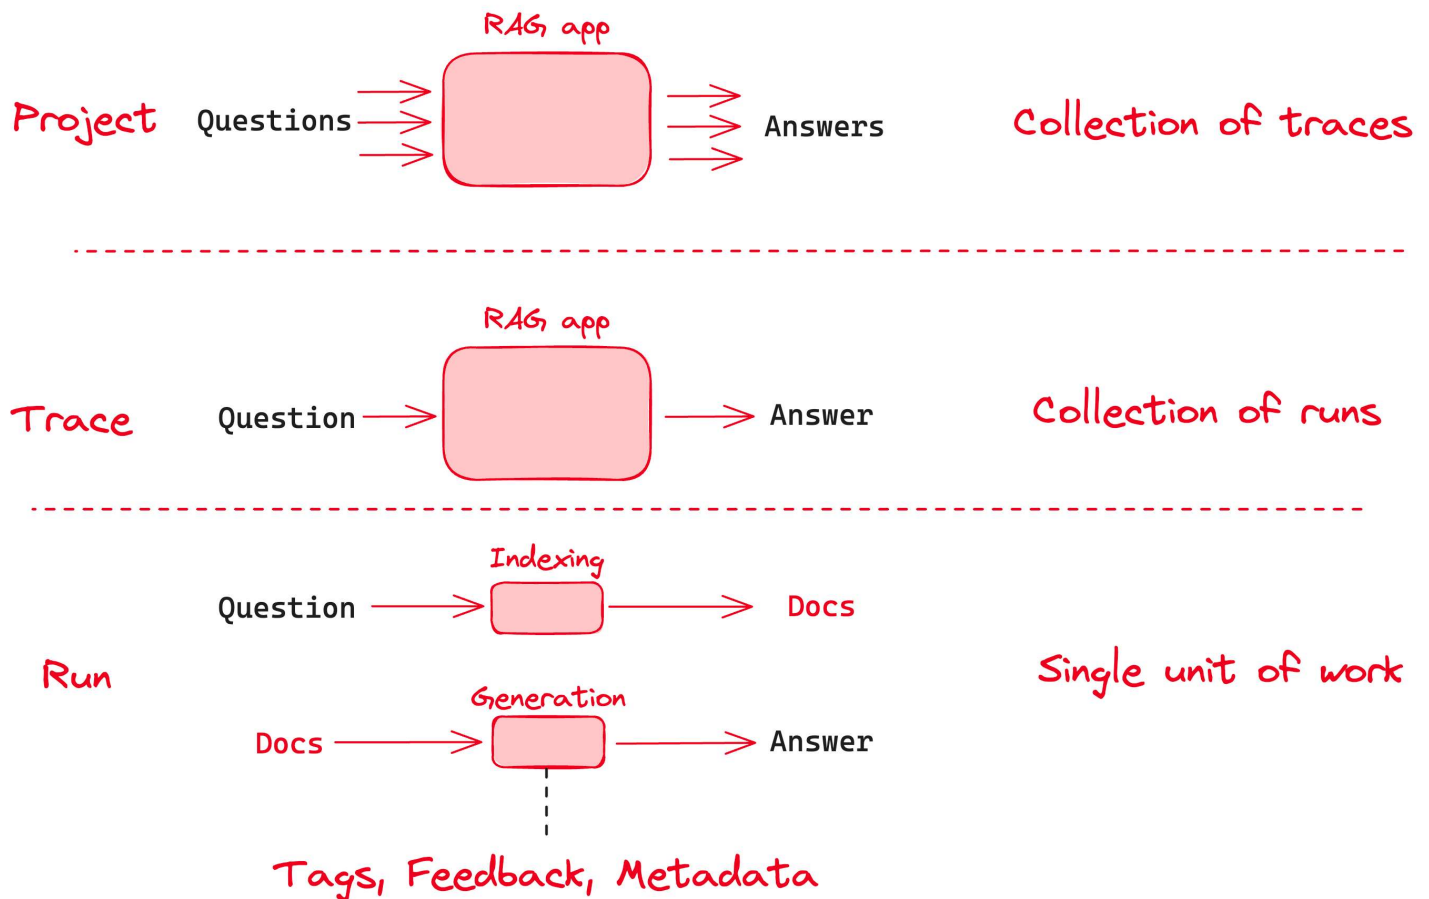 RAG app
Project
Questions
Answers
Collection of traces
RAG app
Trace
Question
Answer
Collection of runs
Indexing
Question
Docs
Run
Single unit of work
Generation
Docs
Answer
Tags, Feedback, Metadata